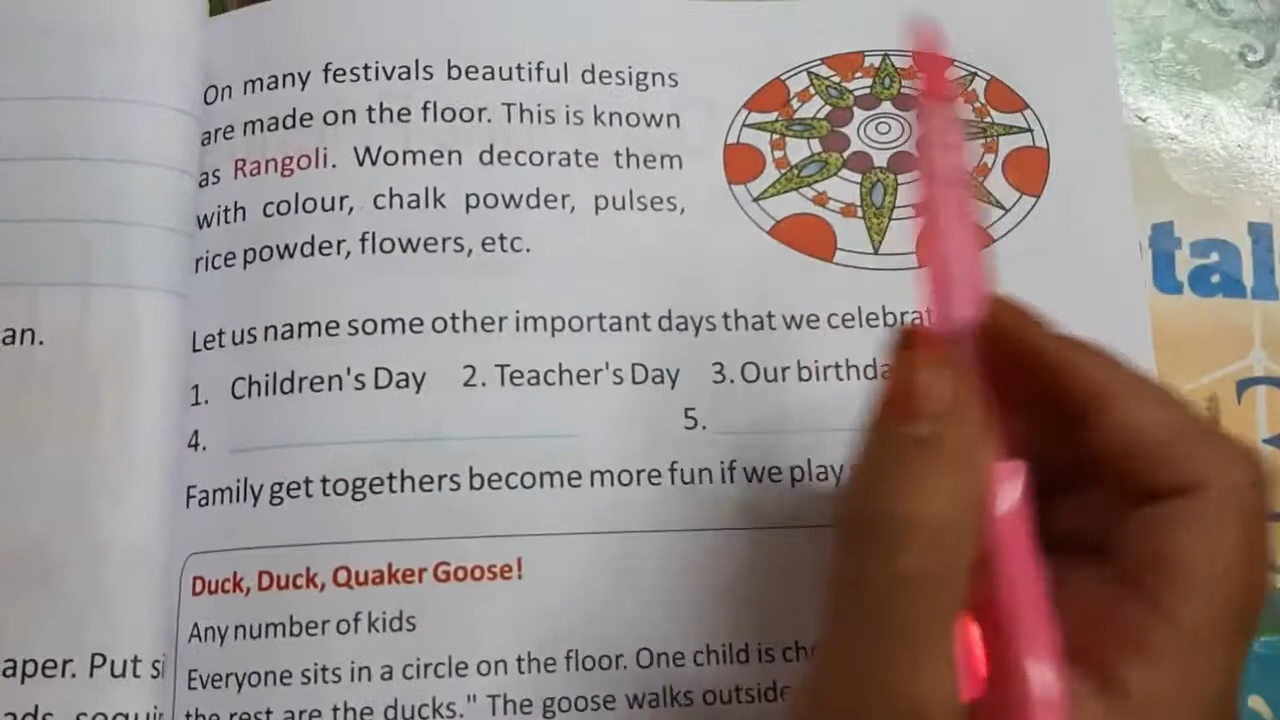 On many festivals beautiful designs
are made on the floor. This is known
as Rangoli. Women decorate them
with colour, chalk powder, pulses,
rice powder, flowers, etc.
Let us name some other important days that we celebrat
1. Children's Day 2. Teacher's Day 3. Our birthda
4. 5.
Family get togethers become more fun if we play
Duck, Duck, Quaker Goose!
Any number of kids
Everyone sits in a circle on the floor. One child is ch
the rest are the ducks." The goose walks outside
an.
aper. Put si
tal